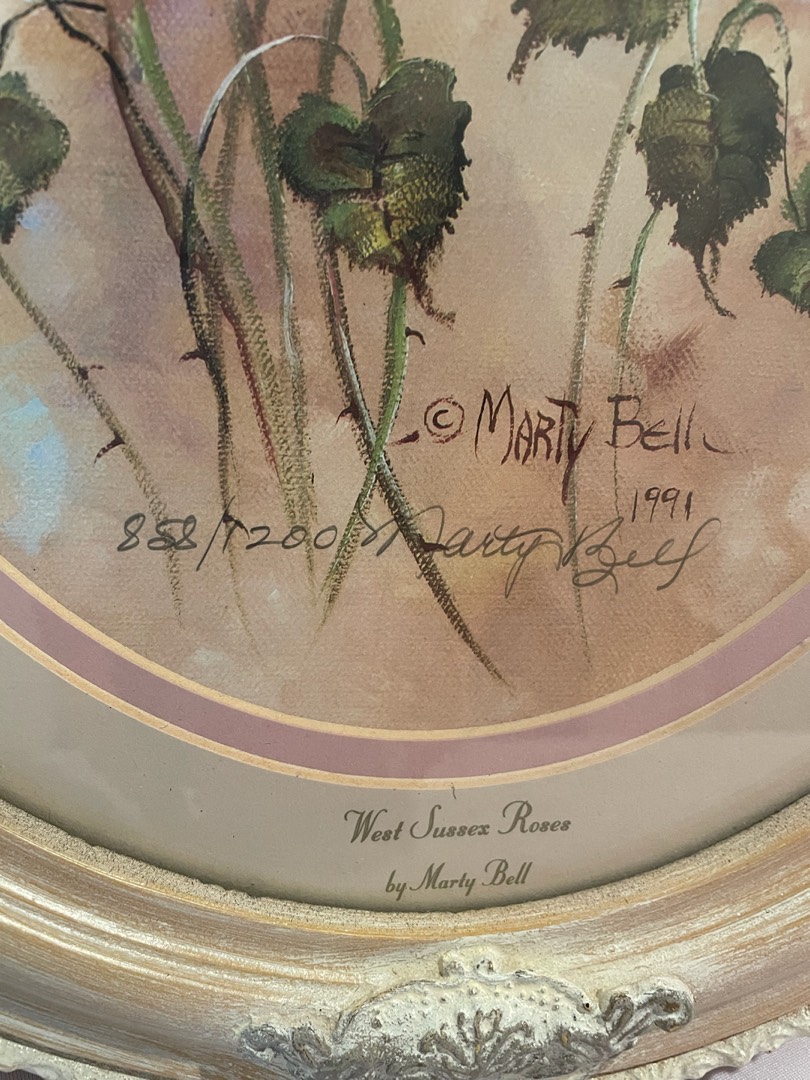 © Marty Bell
1991
858/1200 Marty Bell
West Sussex Roses
by Marty Bell